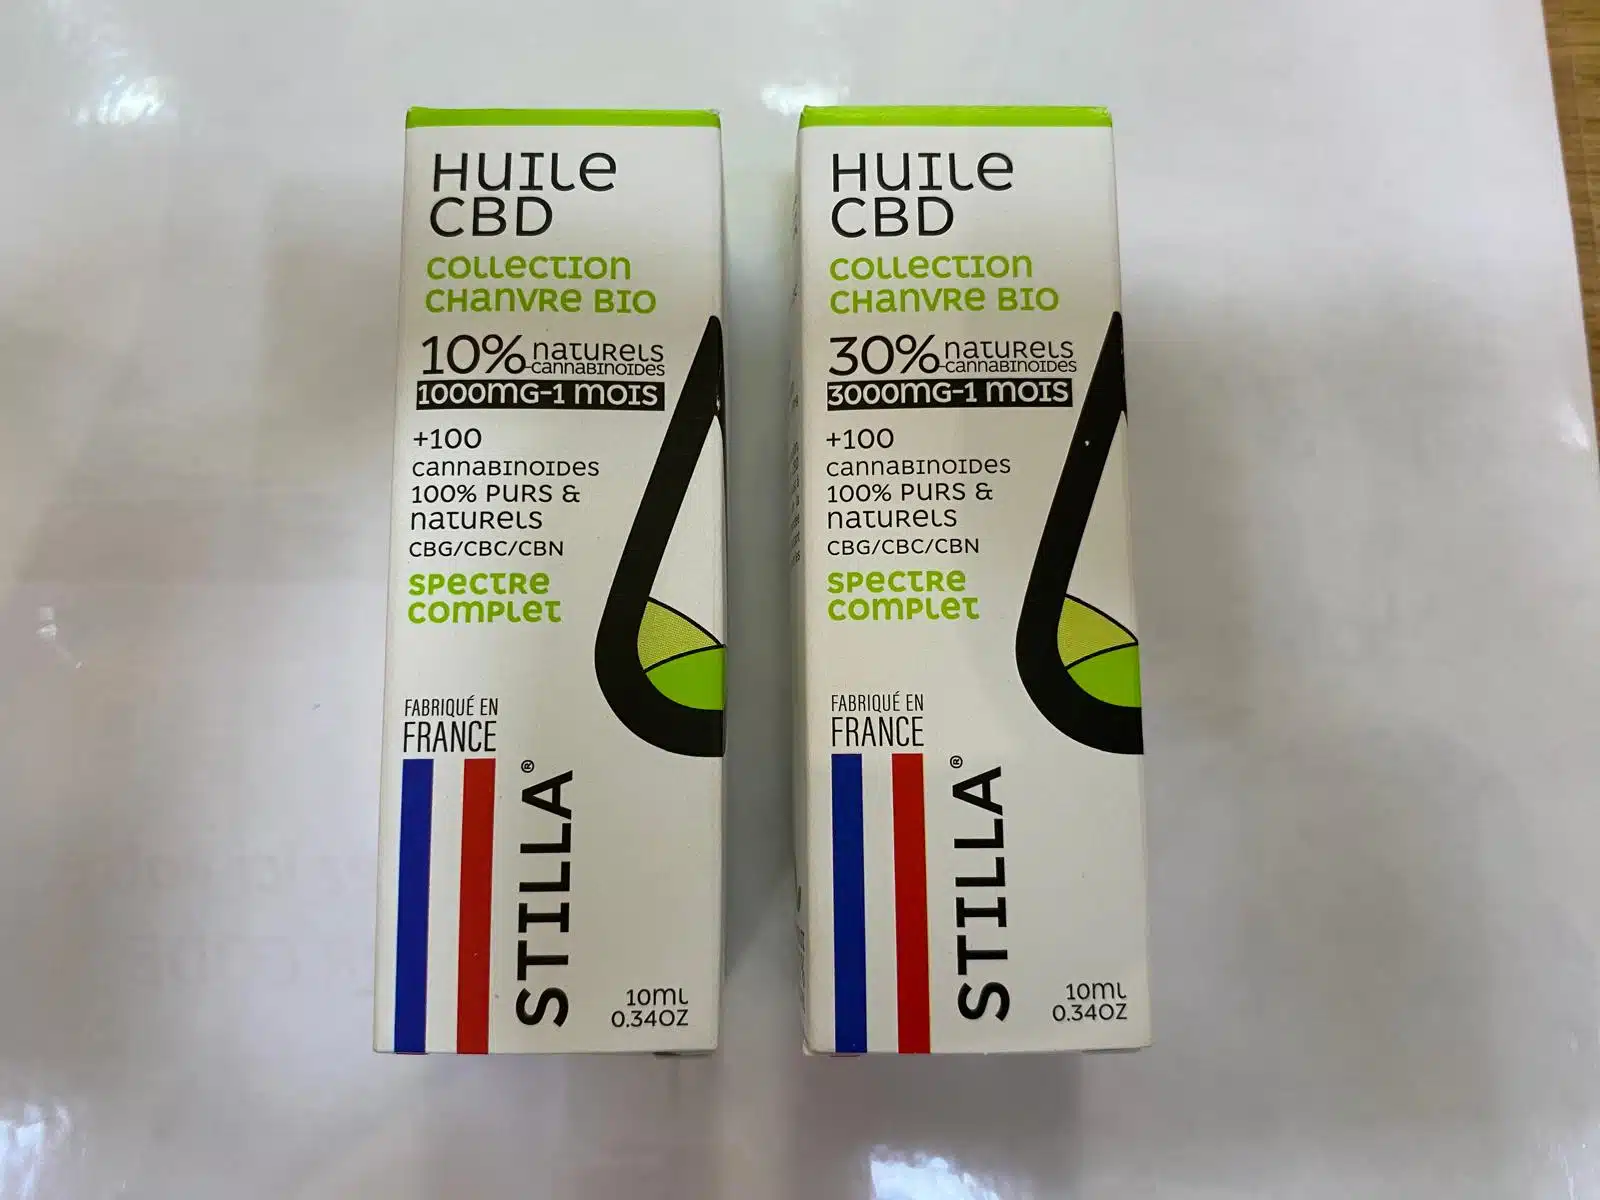 HUILE
CBD
COLLECTION
CHANVRE BIO
10% NATURELS
CANNABINOIDES
1000MG-1 MOIS
+100
CANNABINOIDES
100% PURS &
NATURELS
CBG/CBC/CBN
SPECTRE
COMPLET
FABRIQUÉ EN
FRANCE
STILLA®
10ML
0.34OZ
HUILE
CBD
COLLECTION
CHANVRE BIO
30% NATURELS
CANNABINOIDES
3000MG-1 MOIS
+100
CANNABINOIDES
100% PURS &
NATURELS
CBG/CBC/CBN
SPECTRE
COMPLET
FABRIQUÉ EN
FRANCE
STILLA®
10ML
0.34OZ